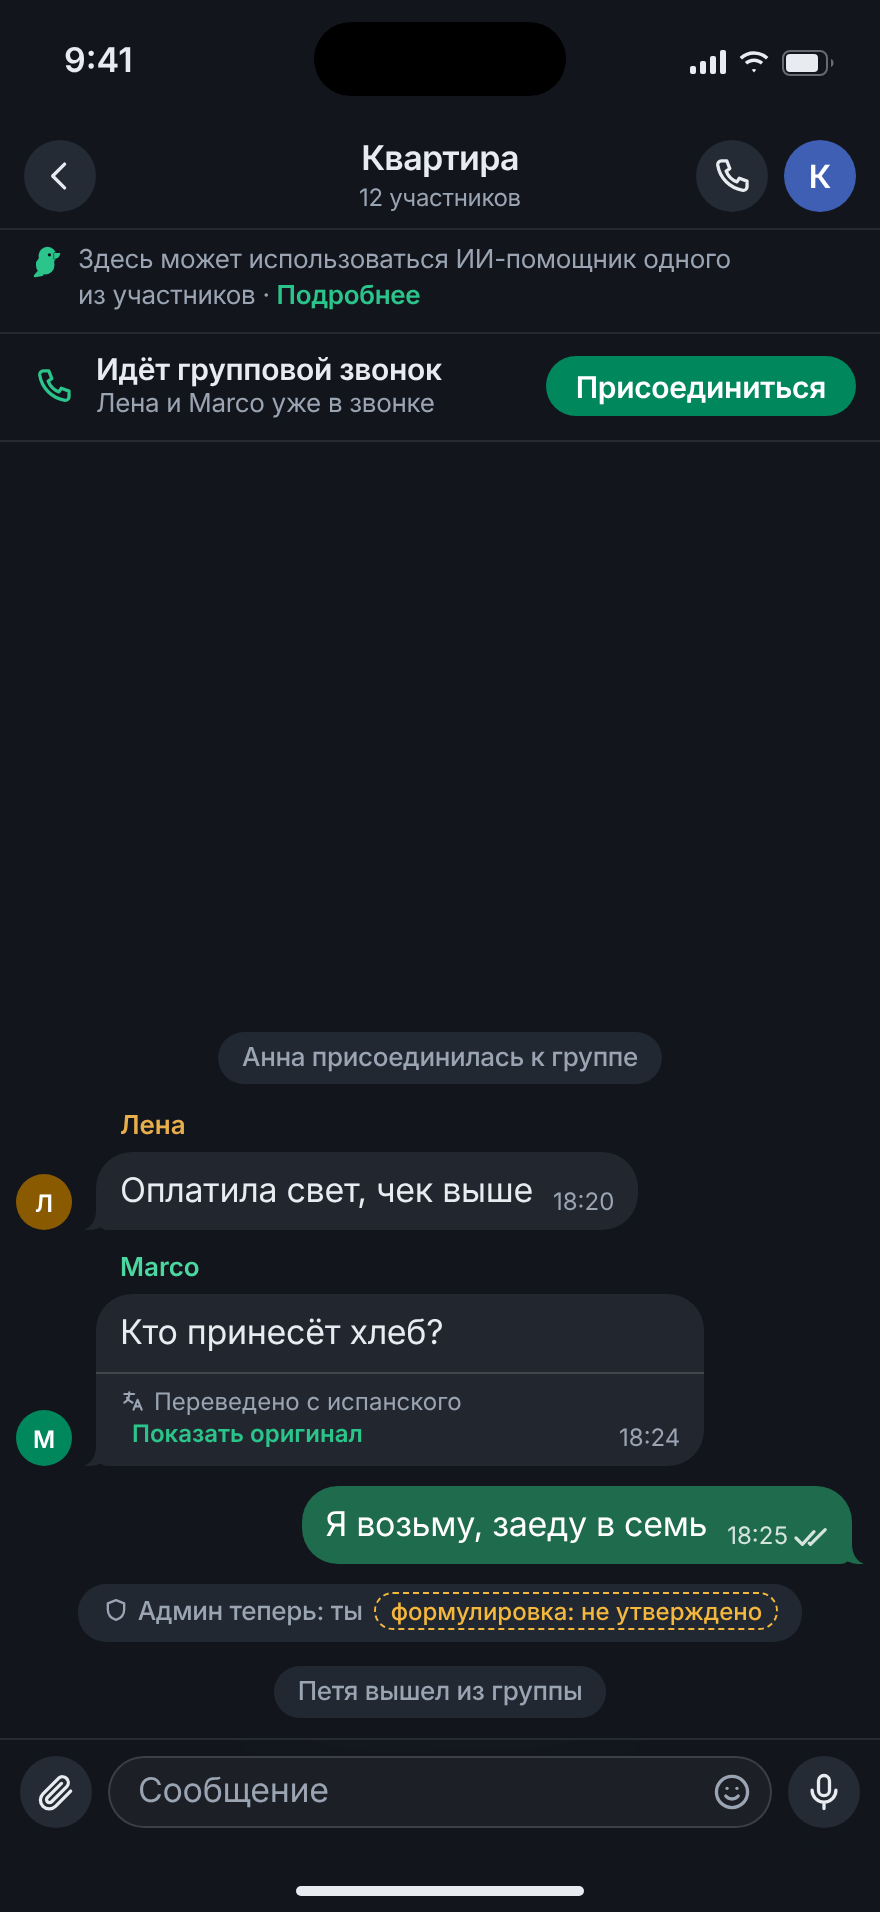 9:41
Квартира
12 участников
К
Здесь может использоваться ИИ-помощник одного
из участников · Подробнее
Идёт групповой звонок
Лена и Marco уже в звонке
Присоединиться
Анна присоединилась к группе
Лена
Л
Оплатила свет, чек выше 18:20
Marco
Кто принесёт хлеб?
Переведено с испанского
М
Показать оригинал 18:24
Я возьму, заеду в семь 18:25
Админ теперь: ты формулировка: не утверждено
Петя вышел из группы
Сообщение